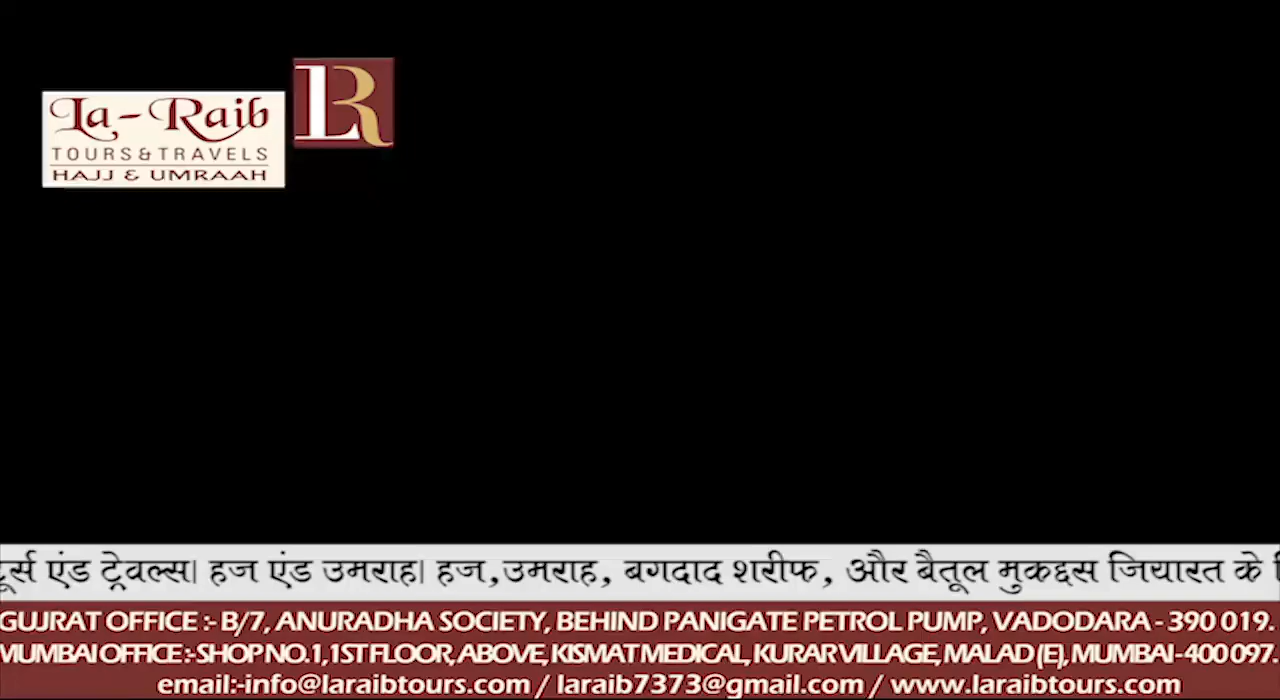 La-Raib
TOURS & TRAVELS
HAJJ & UMRAAH
LR
टूर्स एंड ट्रेवल्स। हज एंड उमराह। हज,उमराह, बगदाद शरीफ, और बैतूल मुकद्दस जियारत के
GUJRAT OFFICE :- B/7, ANURADHA SOCIETY, BEHIND PANIGATE PETROL PUMP, VADODARA - 390 019.
MUMBAI OFFICE :- SHOP NO. 1, 1ST FLOOR, ABOVE, KISMAT MEDICAL, KURAR VILLAGE, MALAD (E), MUMBAI - 400 097.
email:-info@laraibtours.com / laraib7373@gmail.com / www.laraibtours.com